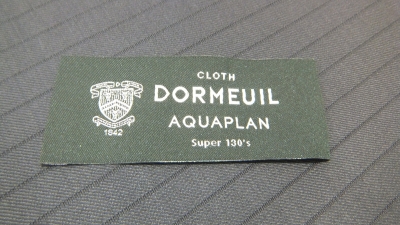 CLOTH
DORMEUIL
AQUAPLAN
Super 130's
1842